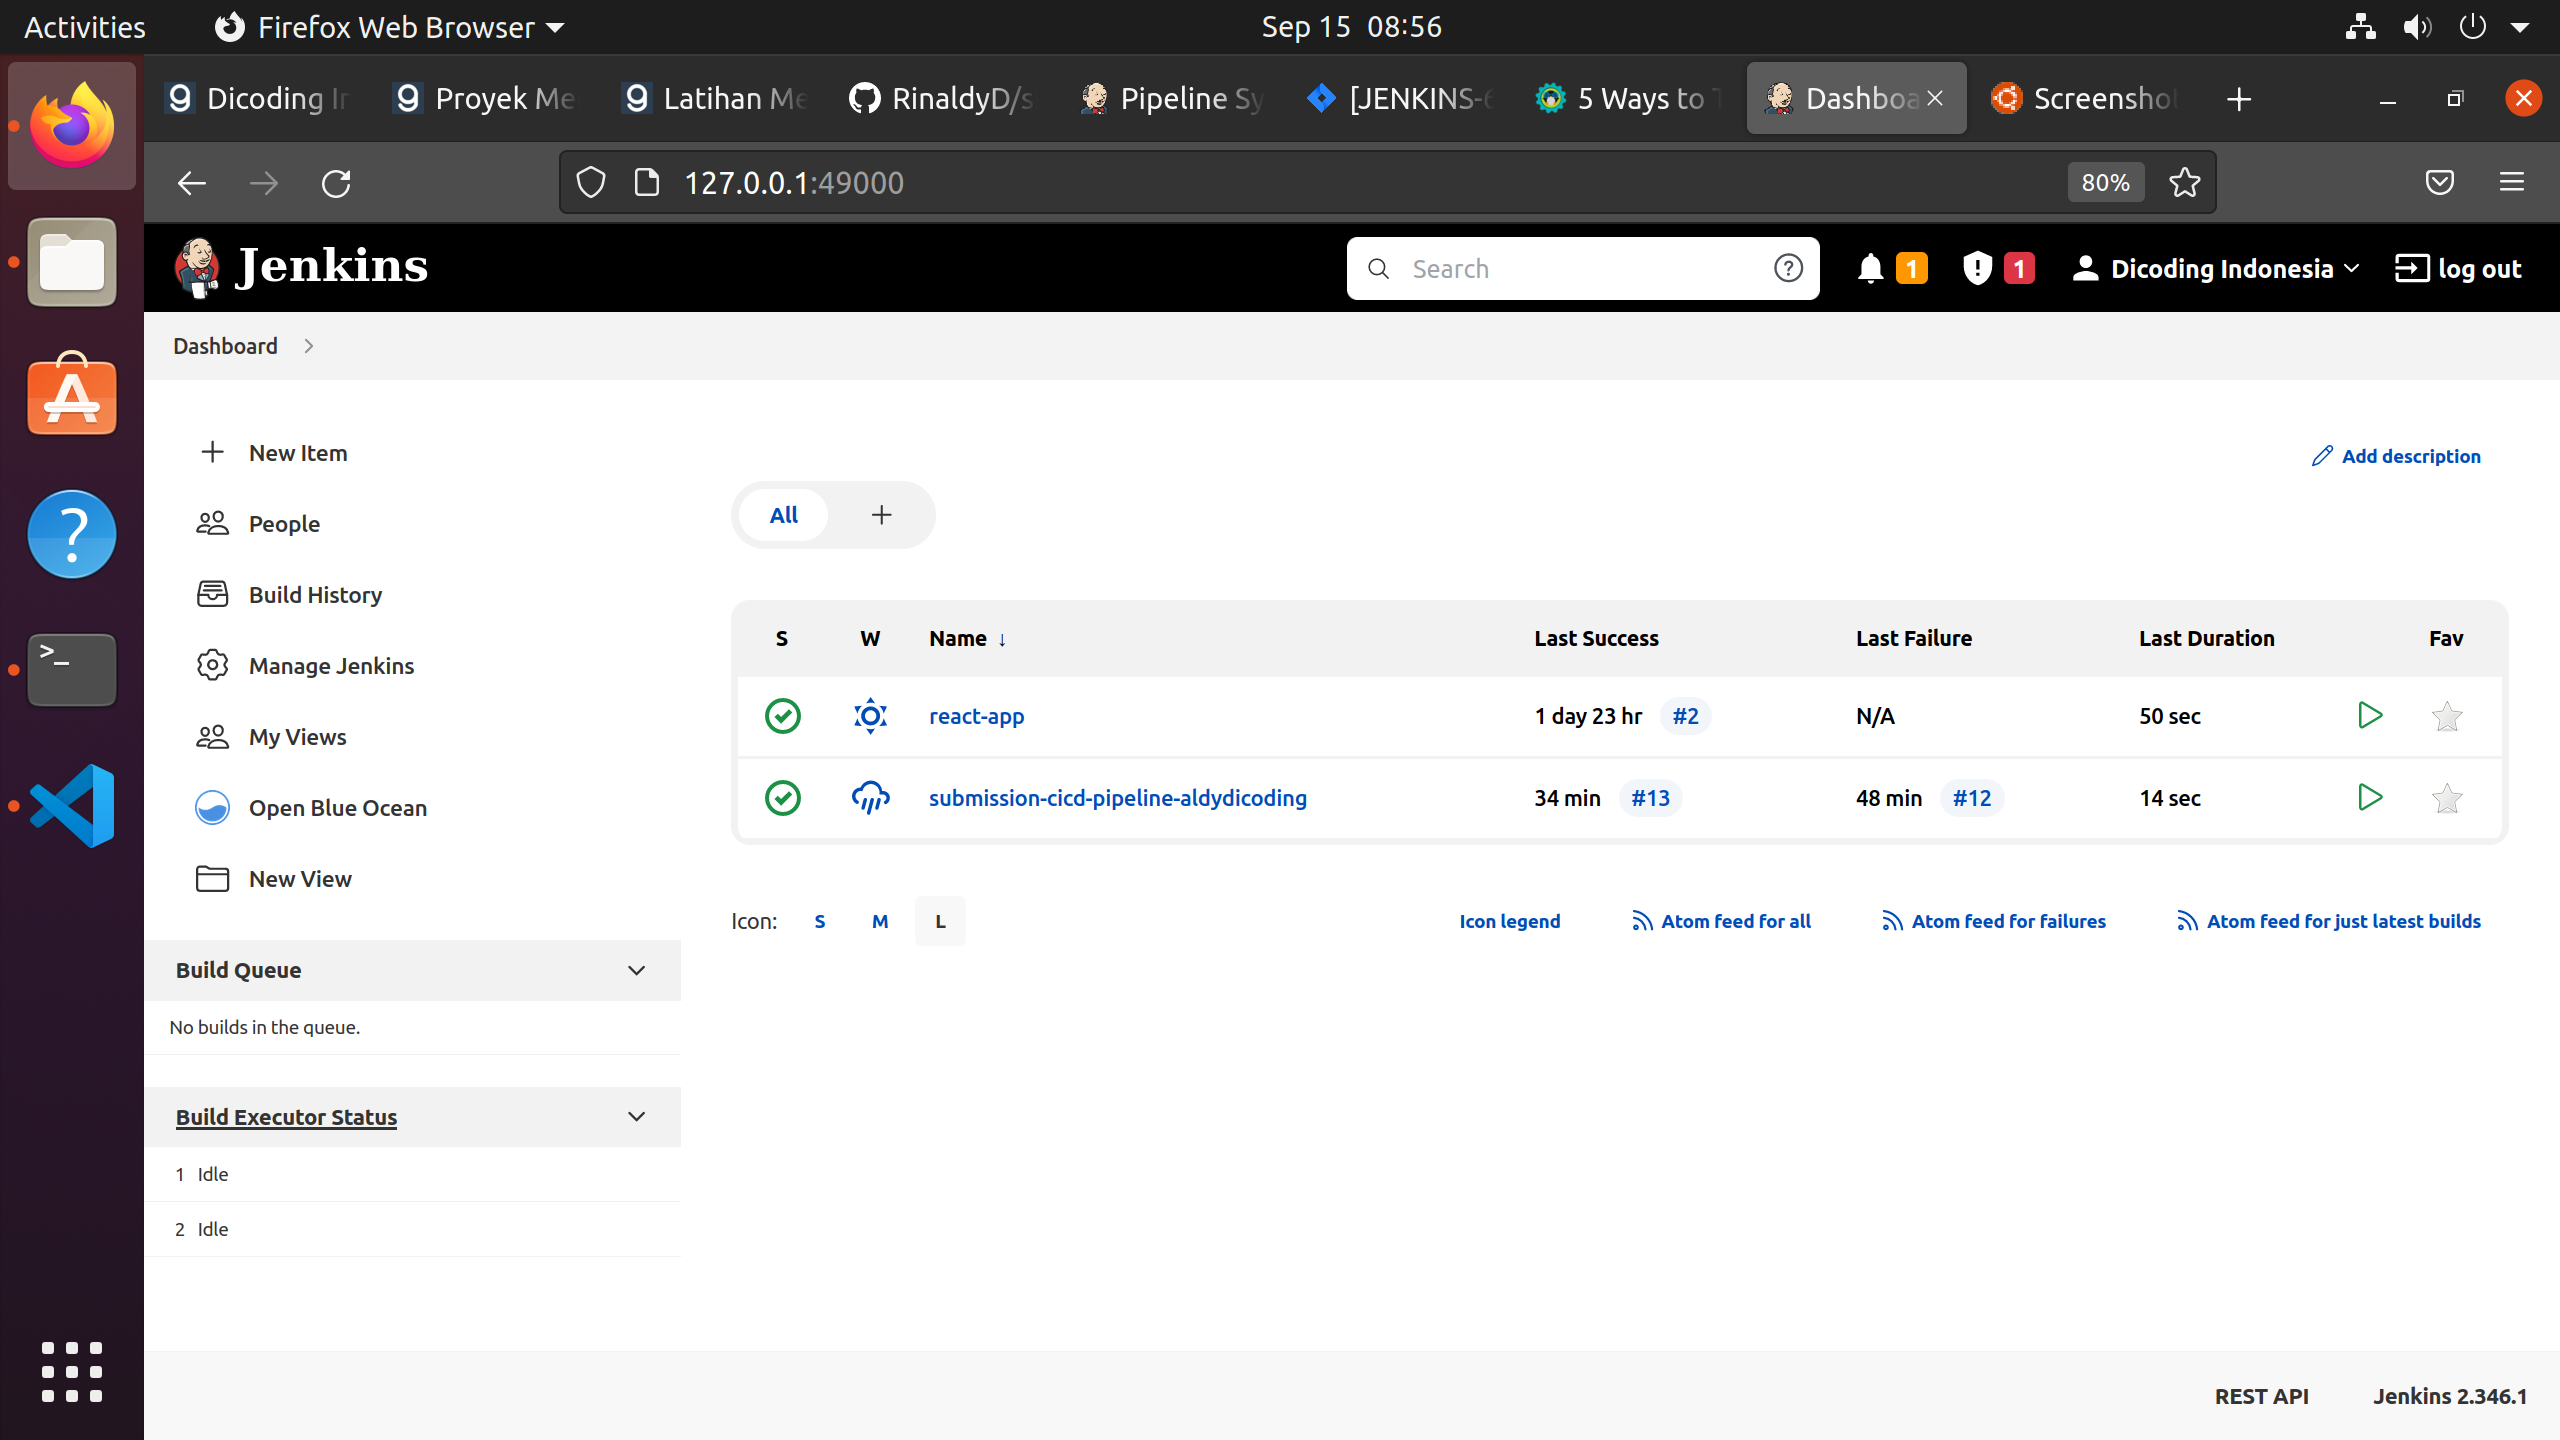 Activities Firefox Web Browser Sep 15 08:56
Dicoding In Proyek Me Latihan Me RinaldyD/s Pipeline Sy [JENKINS-6 5 Ways to T Dashboa Screenshot
127.0.0.1:49000 80%
Jenkins Search 1 1 Dicoding Indonesia log out
Dashboard
New Item
Add description
People
All +
Build History
Manage Jenkins
My Views
Open Blue Ocean
New View
S W Name ↓ Last Success Last Failure Last Duration Fav
react-app 1 day 23 hr #2 N/A 50 sec
submission-cicd-pipeline-aldydicoding 34 min #13 48 min #12 14 sec
Icon: S M L Icon legend Atom feed for all Atom feed for failures Atom feed for just latest builds
Build Queue
No builds in the queue.
Build Executor Status
1 Idle
2 Idle
REST API Jenkins 2.346.1